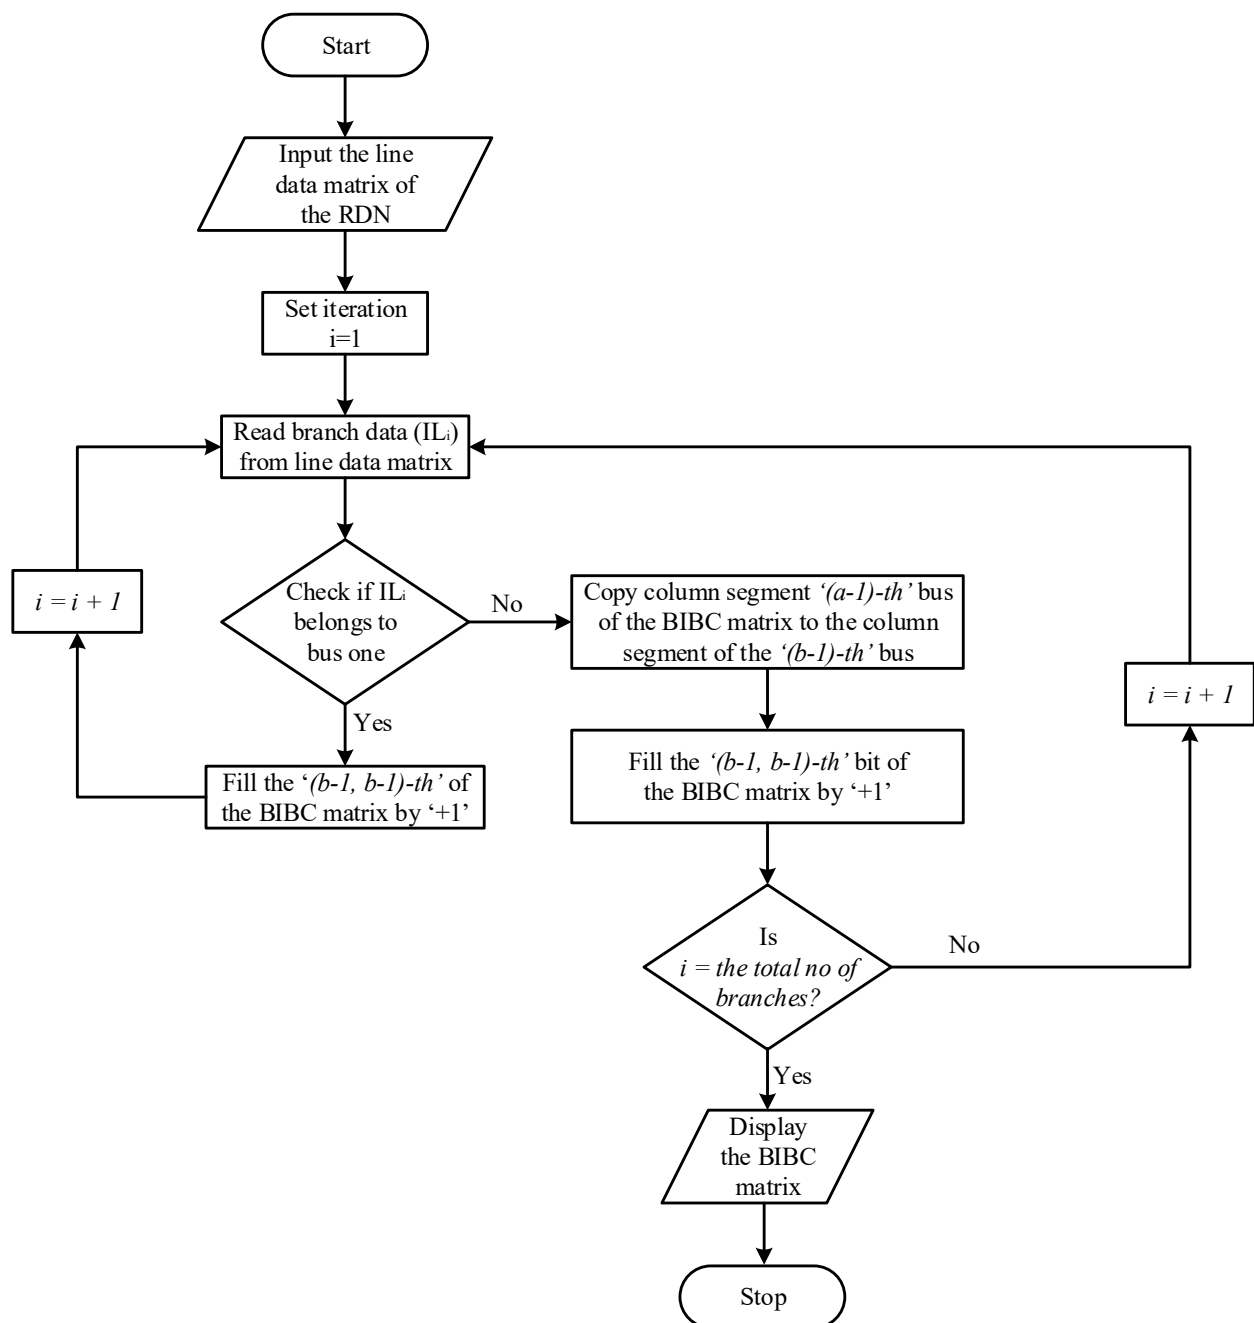 Start
Input the line
data matrix of
the RDN
Set iteration
i=1
Read branch data (ILᵢ)
from line data matrix
i = i + 1
Check if ILᵢ
belongs to
bus one
No
Copy column segment ‘(a-1)-th’ bus
of the BIBC matrix to the column
segment of the ‘(b-1)-th’ bus
i = i + 1
Yes
Fill the ‘(b-1, b-1)-th’ of
the BIBC matrix by ‘+1’
Fill the ‘(b-1, b-1)-th’ bit of
the BIBC matrix by ‘+1’
Is
i = the total no of
branches?
No
Yes
Display
the BIBC
matrix
Stop